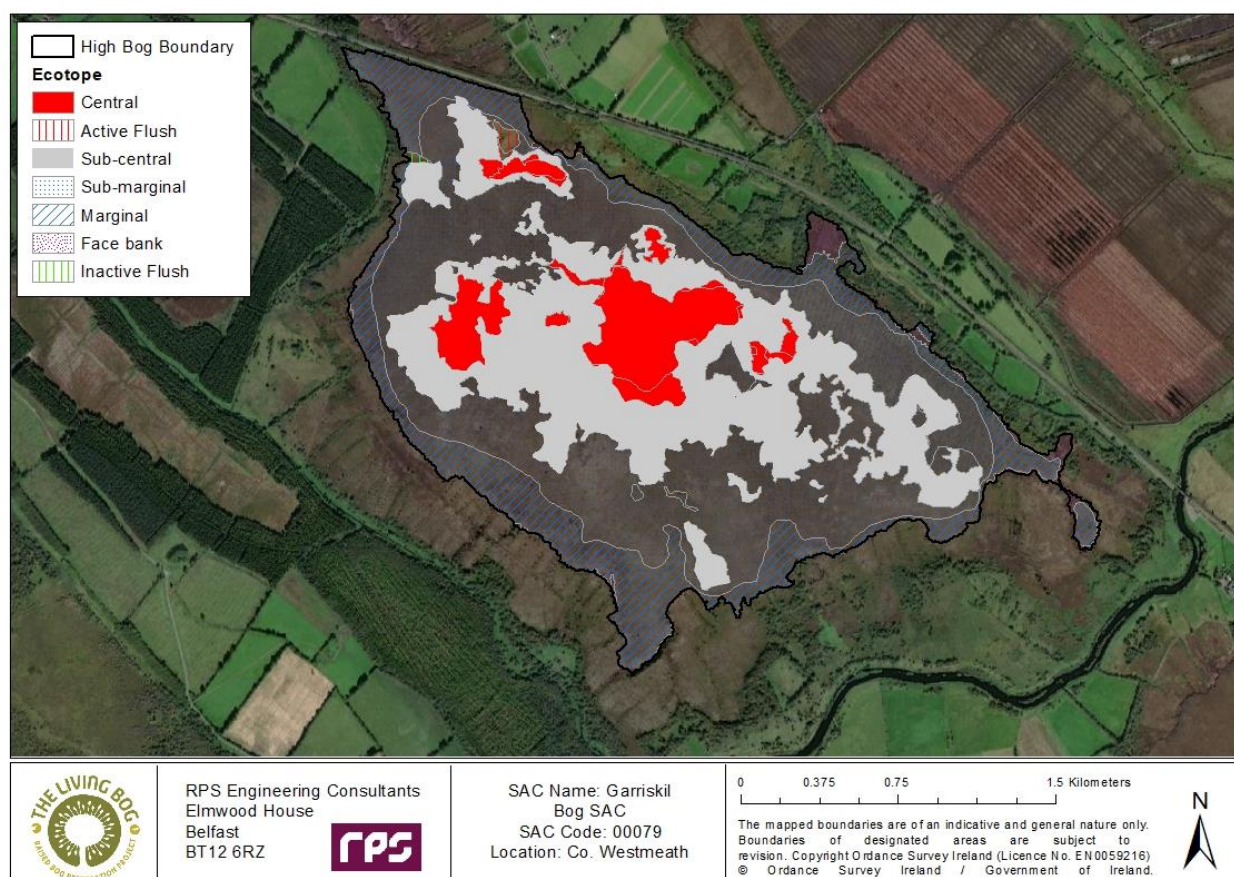 High Bog Boundary
Ecotope
Central
Active Flush
Sub-central
Sub-marginal
Marginal
Face bank
Inactive Flush
THE LIVING BOG
RAISED BOG RESTORATION PROJECT
RPS Engineering Consultants
Elmwood House
Belfast
BT12 6RZ
rps
SAC Name: Garriskil
Bog SAC
SAC Code: 00079
Location: Co. Westmeath
0 0.375 0.75 1.5 Kilometers
The mapped boundaries are of an indicative and general nature only.
Boundaries of designated areas are subject to
revision. Copyright Ordance Survey Ireland (Licence No. EN0059216)
© Ordance Survey Ireland / Government of Ireland.
N